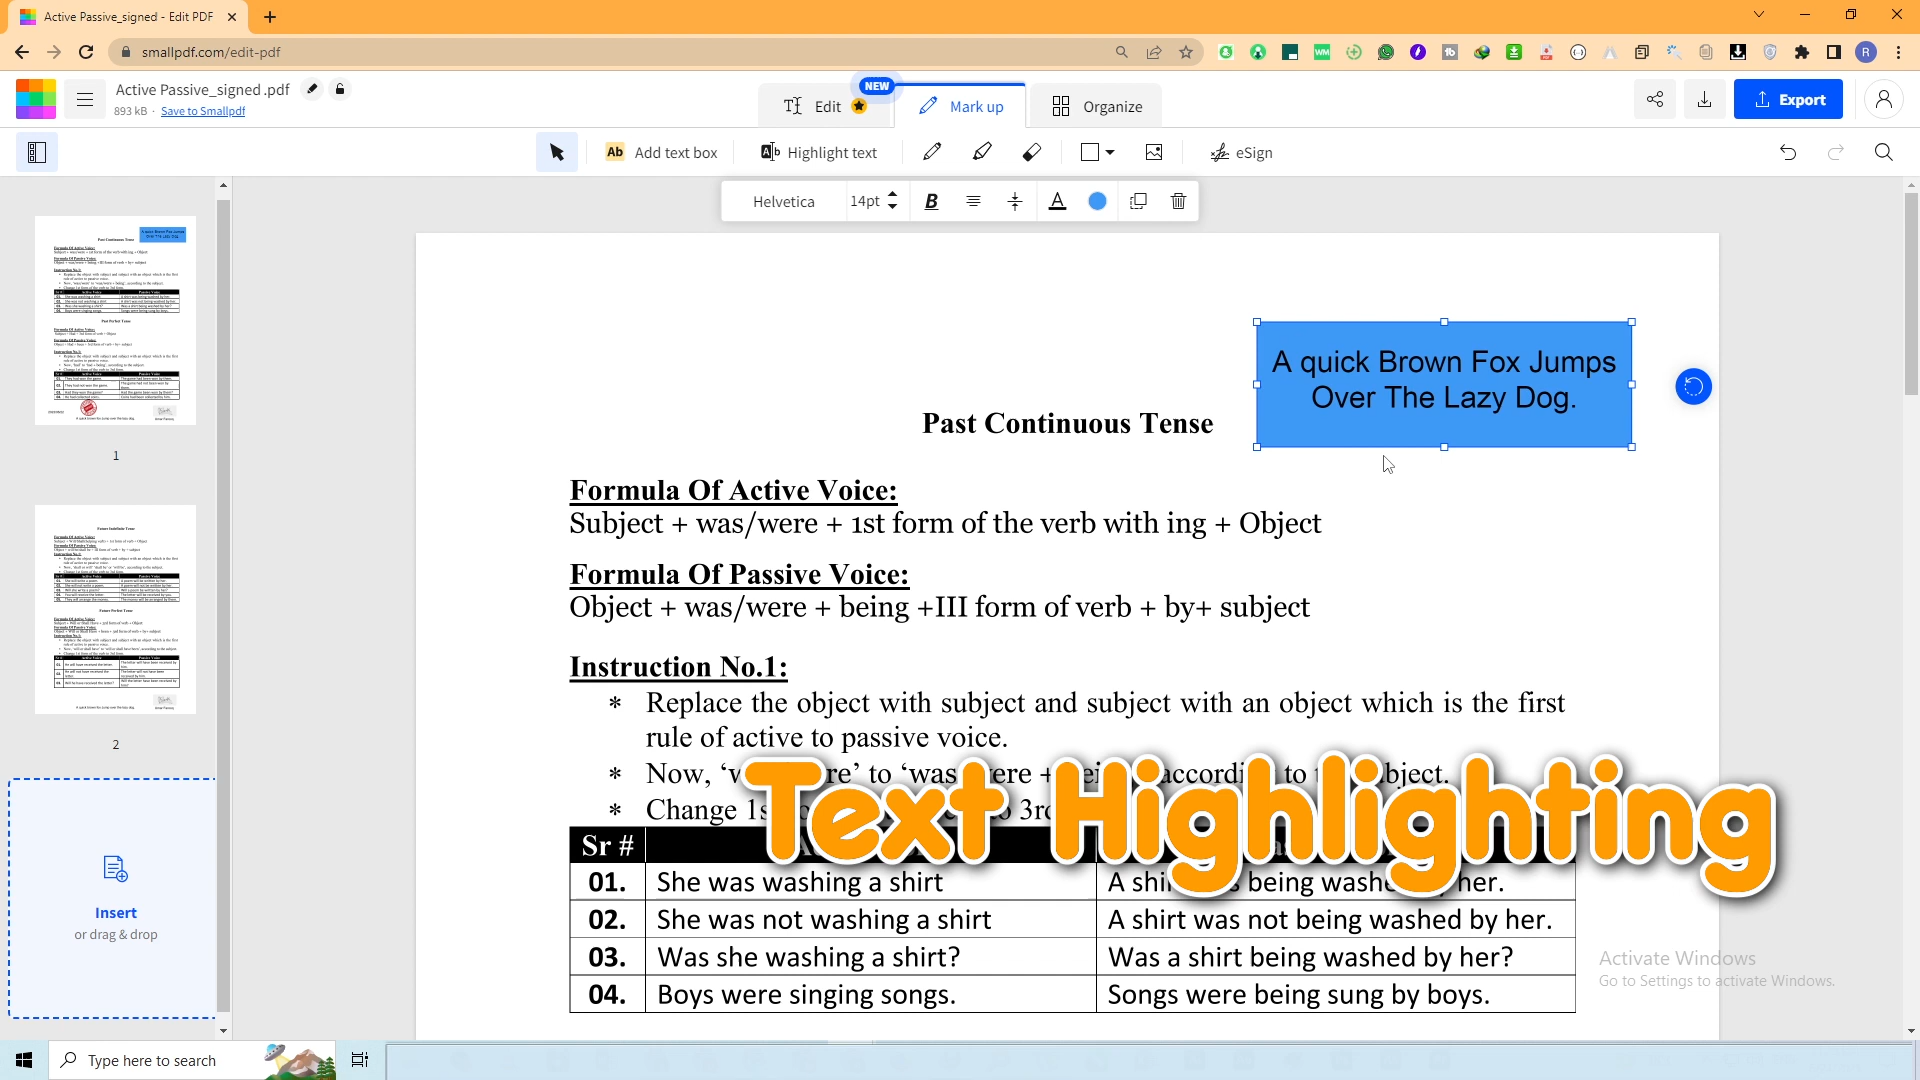 Active Passive_signed - Edit PDF
smallpdf.com/edit-pdf
Active Passive_signed.pdf
893 kB · Save to Smallpdf
NEW
Edit
Mark up
Organize
Export
Ab Add text box
Highlight text
eSign
Helvetica
14pt
B
A
A quick Brown Fox Jumps
Over The Lazy Dog.
Past Continuous Tense
Formula Of Active Voice:
Subject + was/were + 1st form of the verb with ing + Object
Formula Of Passive Voice:
Object + was/were + being +III form of verb + by+ subject
Instruction No.1:
* Replace the object with subject and subject with an object which is the first
rule of active to passive voice.
* Now, to ‘was
* Change
Text Highlighting
Sr #
01. She was washing a shirt
A being her.
02. She was not washing a shirt
A shirt was not being washed by her.
03. Was she washing a shirt?
Was a shirt being washed by her?
04. Boys were singing songs.
Songs were being sung by boys.
1
2
Insert
or drag & drop
Activate Windows
Go to Settings to activate Windows.
Type here to search